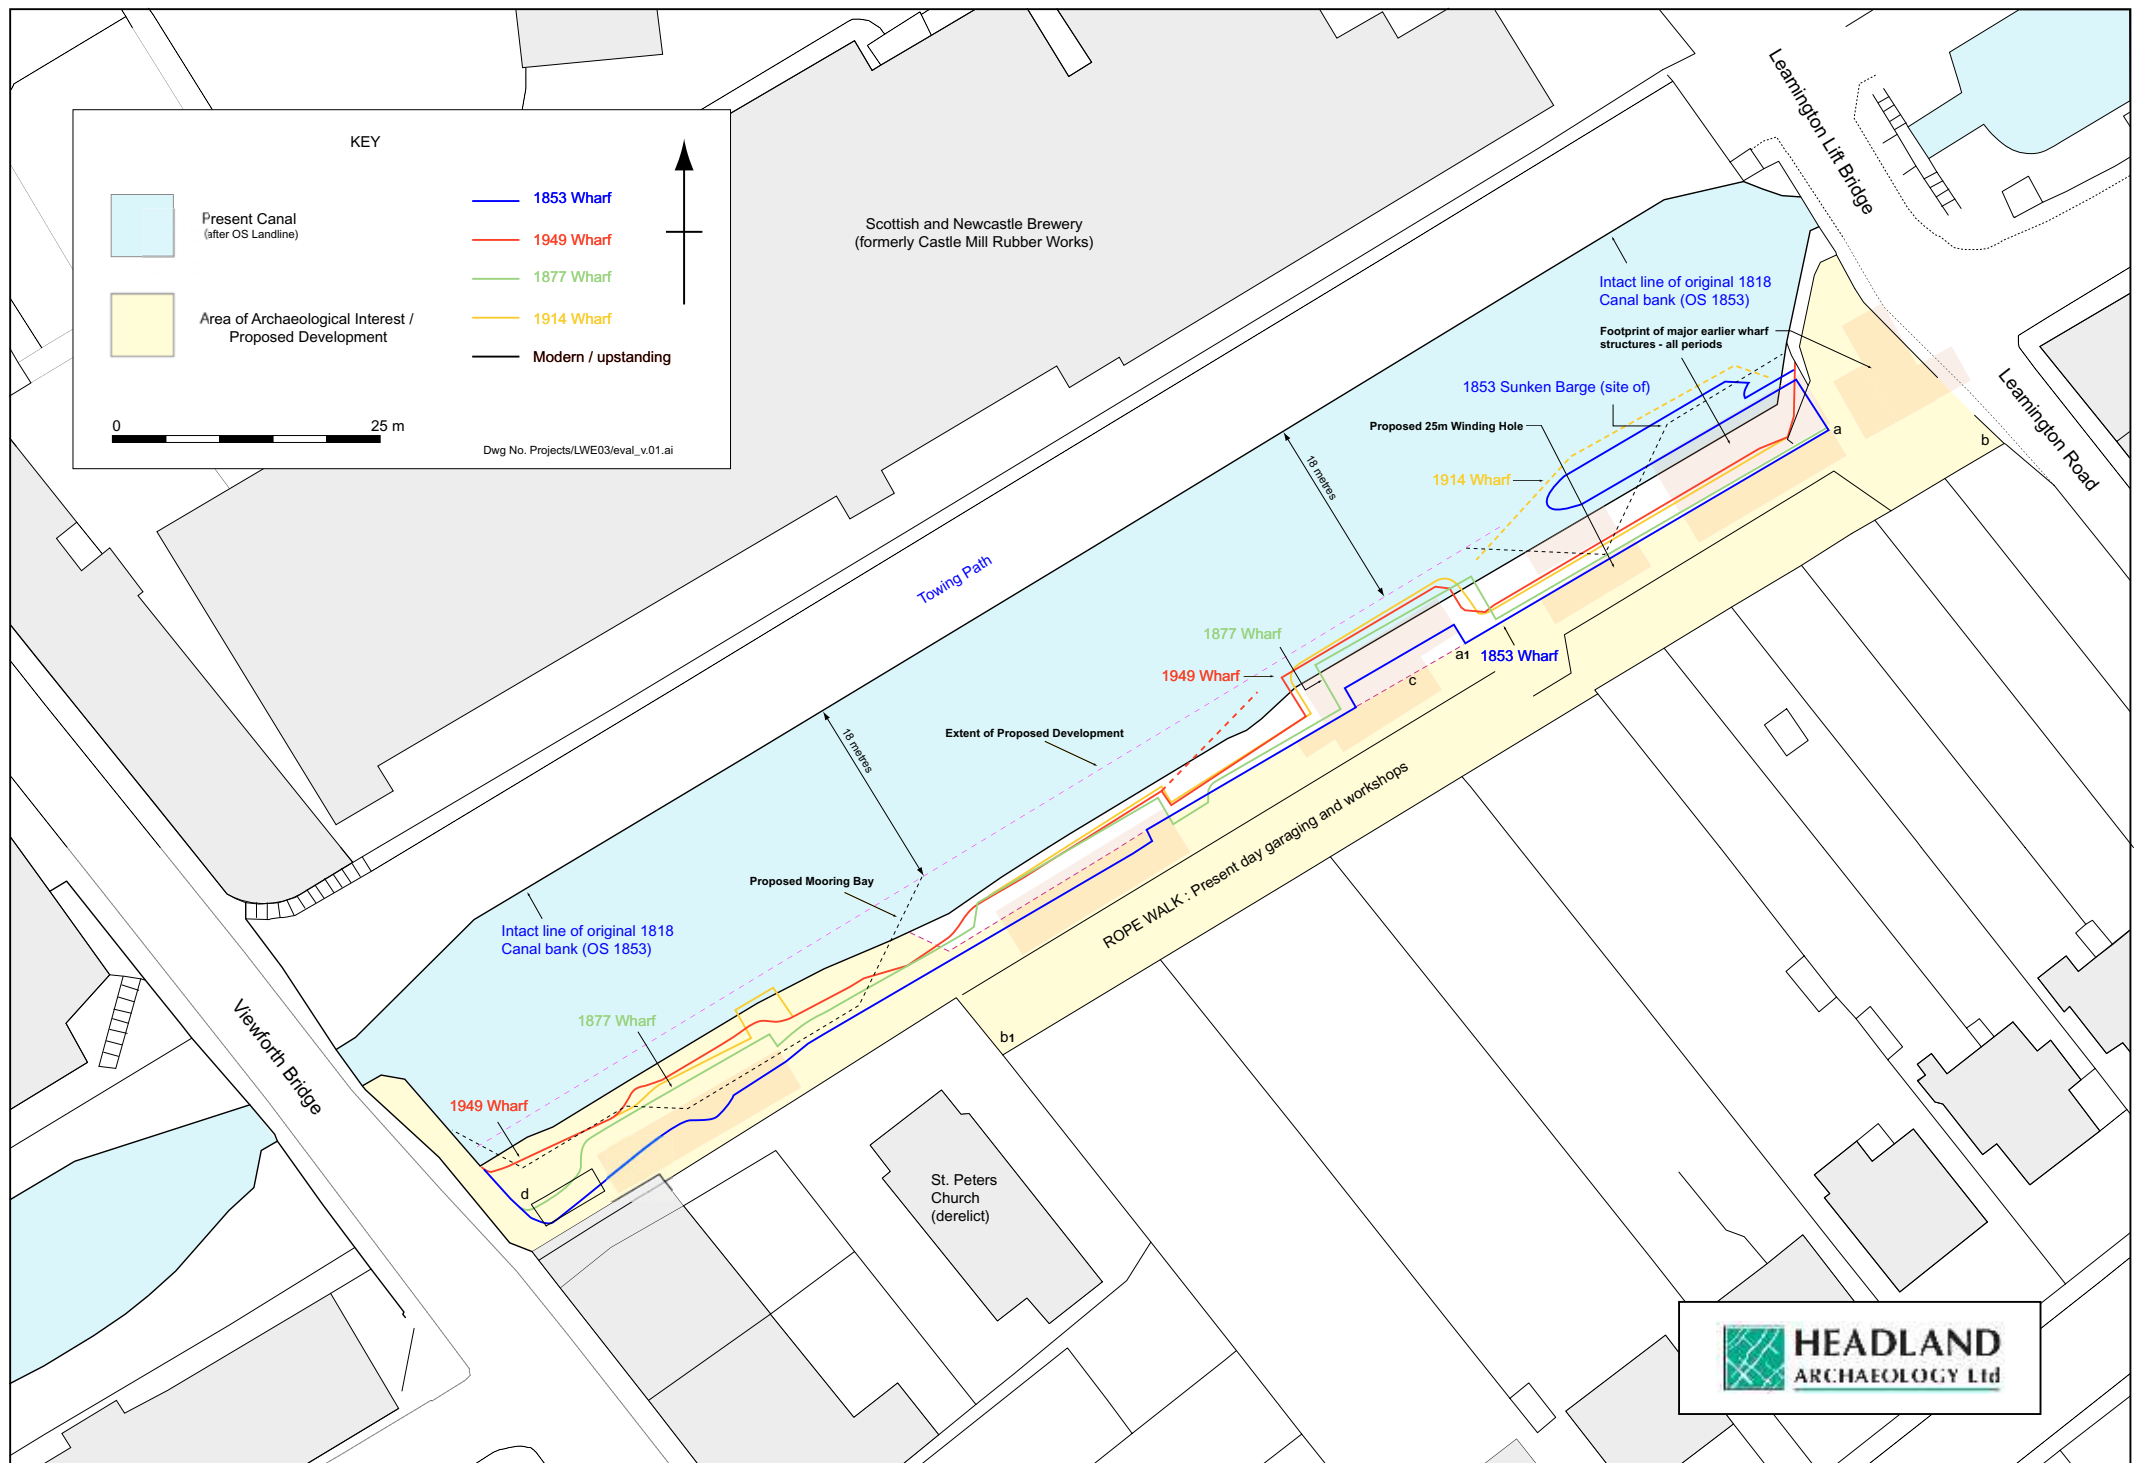 KEY
Present Canal
(after OS Landline)
Area of Archaeological Interest /
Proposed Development
1853 Wharf
1949 Wharf
1877 Wharf
1914 Wharf
Modern / upstanding
0
25 m
Dwg No. Projects/LWE03/eval_v.01.ai
Scottish and Newcastle Brewery
(formerly Castle Mill Rubber Works)
Leamington Lift Bridge
Intact line of original 1818
Canal bank (OS 1853)
Footprint of major earlier wharf
structures - all periods
1853 Sunken Barge (site of)
Proposed 25m Winding Hole
1914 Wharf
18 metres
Leamington Road
a
b
Towing Path
1877 Wharf
1949 Wharf
a1
1853 Wharf
c
Extent of Proposed Development
18 metres
ROPE WALK : Present day garaging and workshops
Proposed Mooring Bay
Intact line of original 1818
Canal bank (OS 1853)
1877 Wharf
b1
Viewforth Bridge
1949 Wharf
d
St. Peters
Church
(derelict)
HEADLAND
ARCHAEOLOGY Ltd